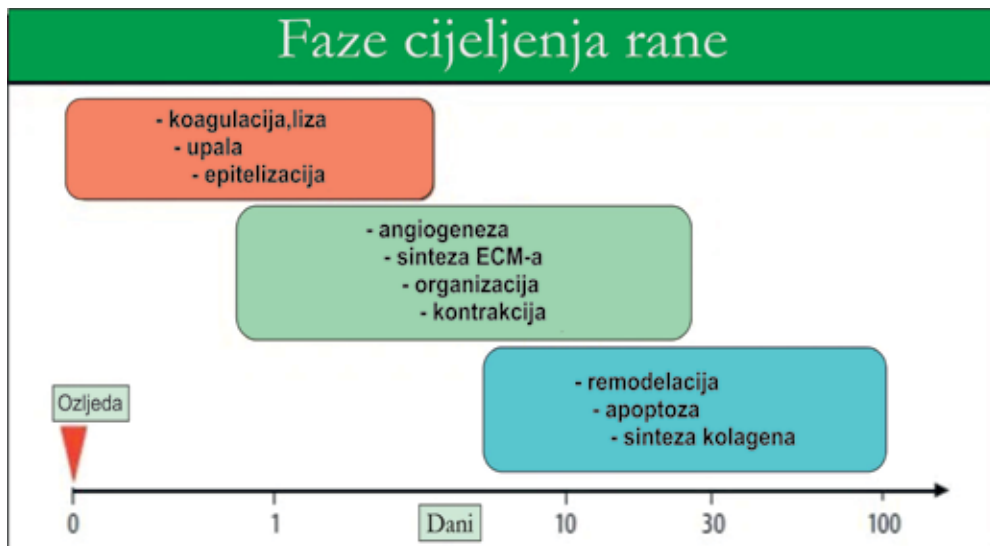 Faze cijeljenja rane
- koagulacija,liza
- upala
- epitelizacija
- angiogeneza
- sinteza ECM-a
- organizacija
- kontrakcija
- remodelacija
- apoptoza
- sinteza kolagena
Ozljeda
0 1 Dani 10 30 100